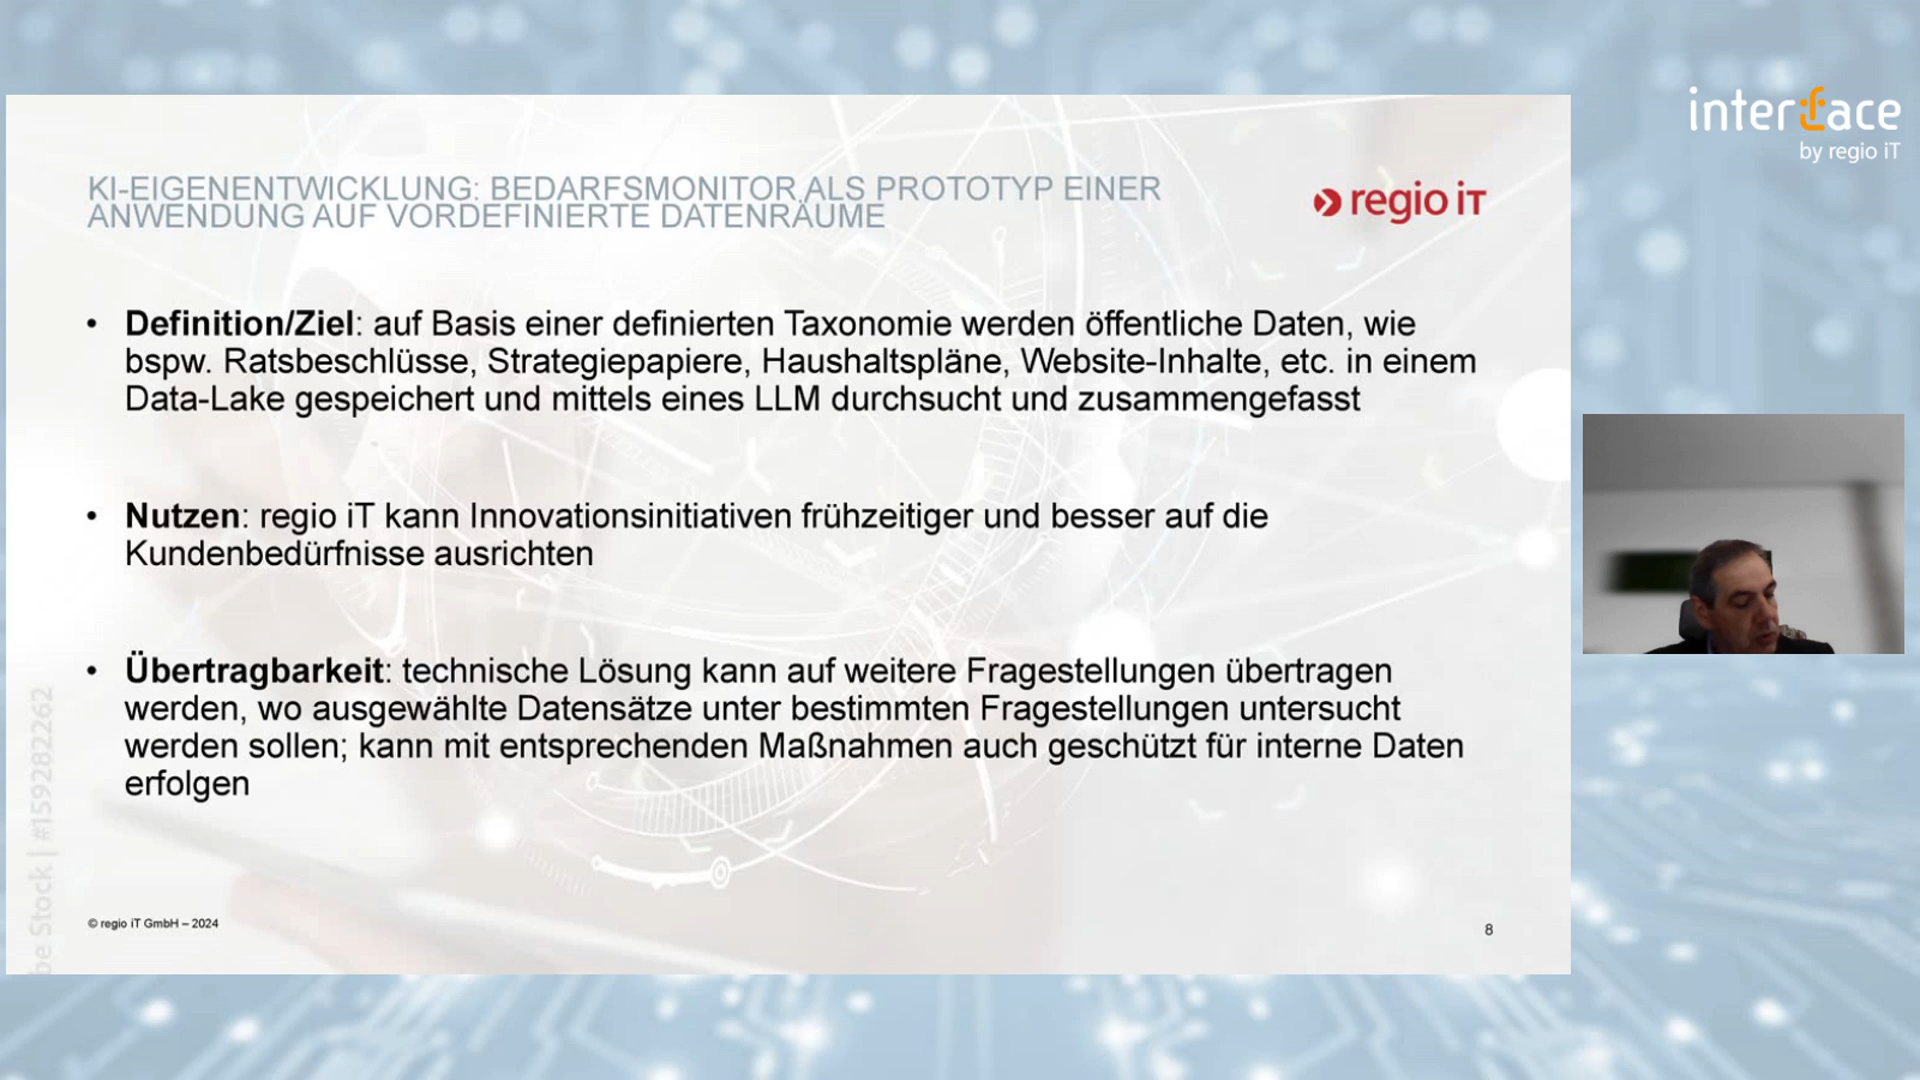 interface
by regio iT
KI-EIGENENTWICKLUNG: BEDARFSMONITOR ALS PROTOTYP EINER
ANWENDUNG AUF VORDEFINIERTE DATENRÄUME
regio iT
• Definition/Ziel: auf Basis einer definierten Taxonomie werden öffentliche Daten, wie
bspw. Ratsbeschlüsse, Strategiepapiere, Haushaltspläne, Website-Inhalte, etc. in einem
Data-Lake gespeichert und mittels eines LLM durchsucht und zusammengefasst
• Nutzen: regio iT kann Innovationsinitiativen frühzeitiger und besser auf die
Kundenbedürfnisse ausrichten
• Übertragbarkeit: technische Lösung kann auf weitere Fragestellungen übertragen
werden, wo ausgewählte Datensätze unter bestimmten Fragestellungen untersucht
werden sollen; kann mit entsprechenden Maßnahmen auch geschützt für interne Daten
erfolgen
be Stock | #1592822262
© regio iT GmbH – 2024
8